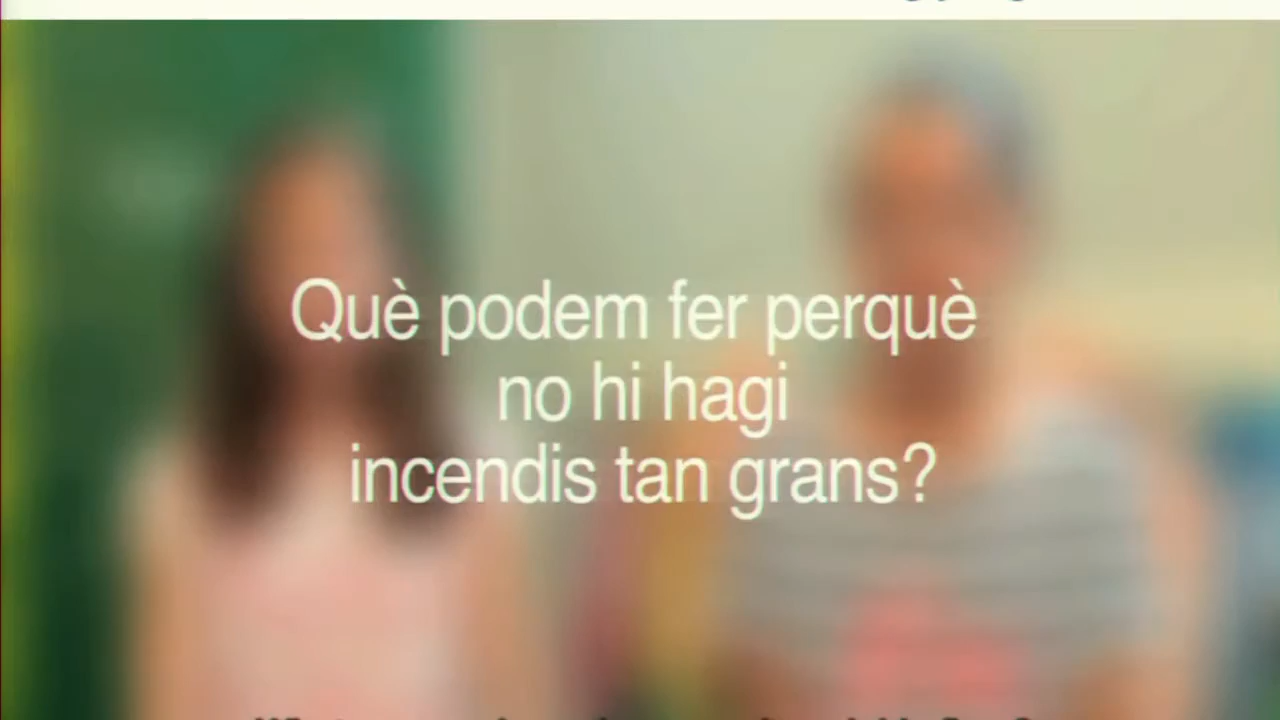 Què podem fer perquè
no hi hagi
incendis tan grans?